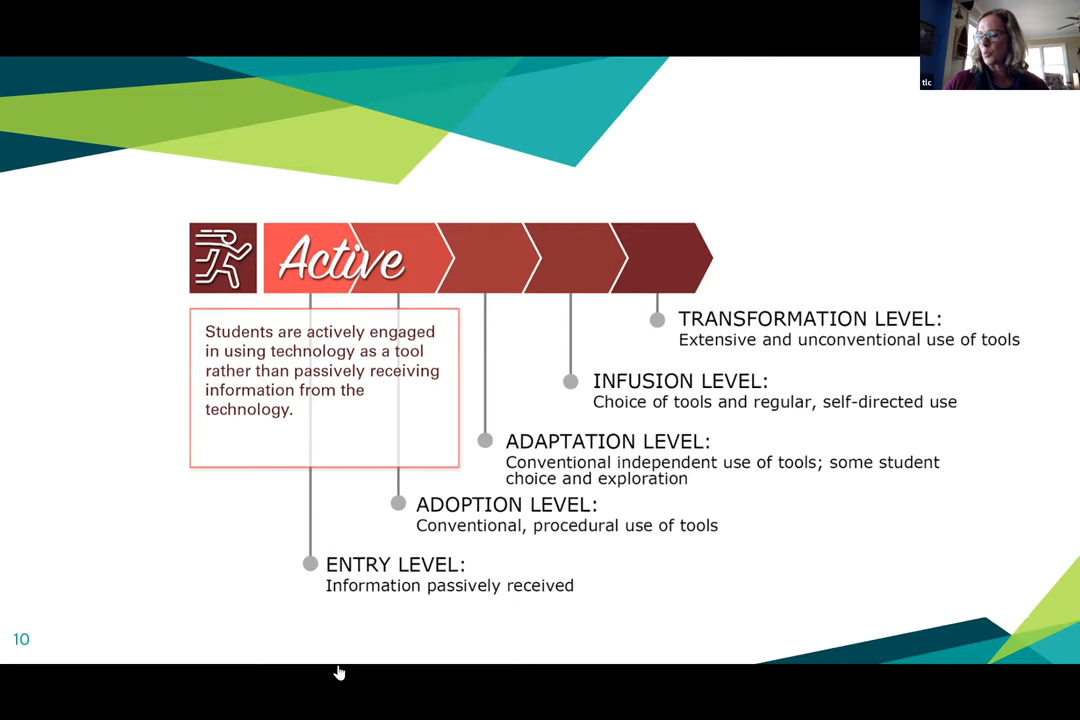 tlc
Active
Students are actively engaged
in using technology as a tool
rather than passively receiving
information from the
technology.
TRANSFORMATION LEVEL:
Extensive and unconventional use of tools
INFUSION LEVEL:
Choice of tools and regular, self-directed use
ADAPTATION LEVEL:
Conventional independent use of tools; some student
choice and exploration
ADOPTION LEVEL:
Conventional, procedural use of tools
ENTRY LEVEL:
Information passively received
10